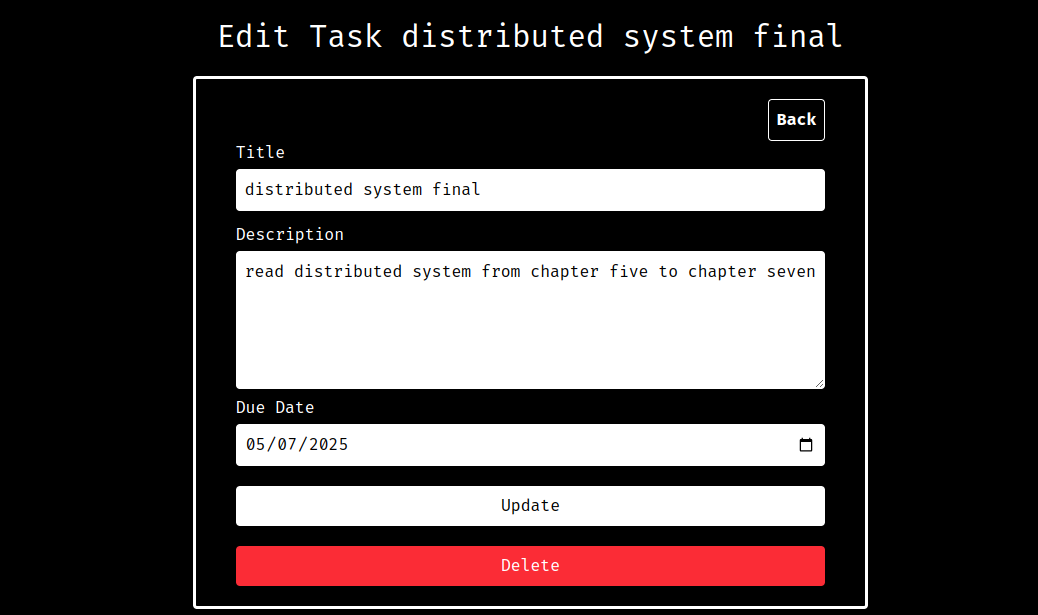 Edit Task distributed system final
Back
Title
distributed system final
Description
read distributed system from chapter five to chapter seven
Due Date
05/07/2025
Update
Delete